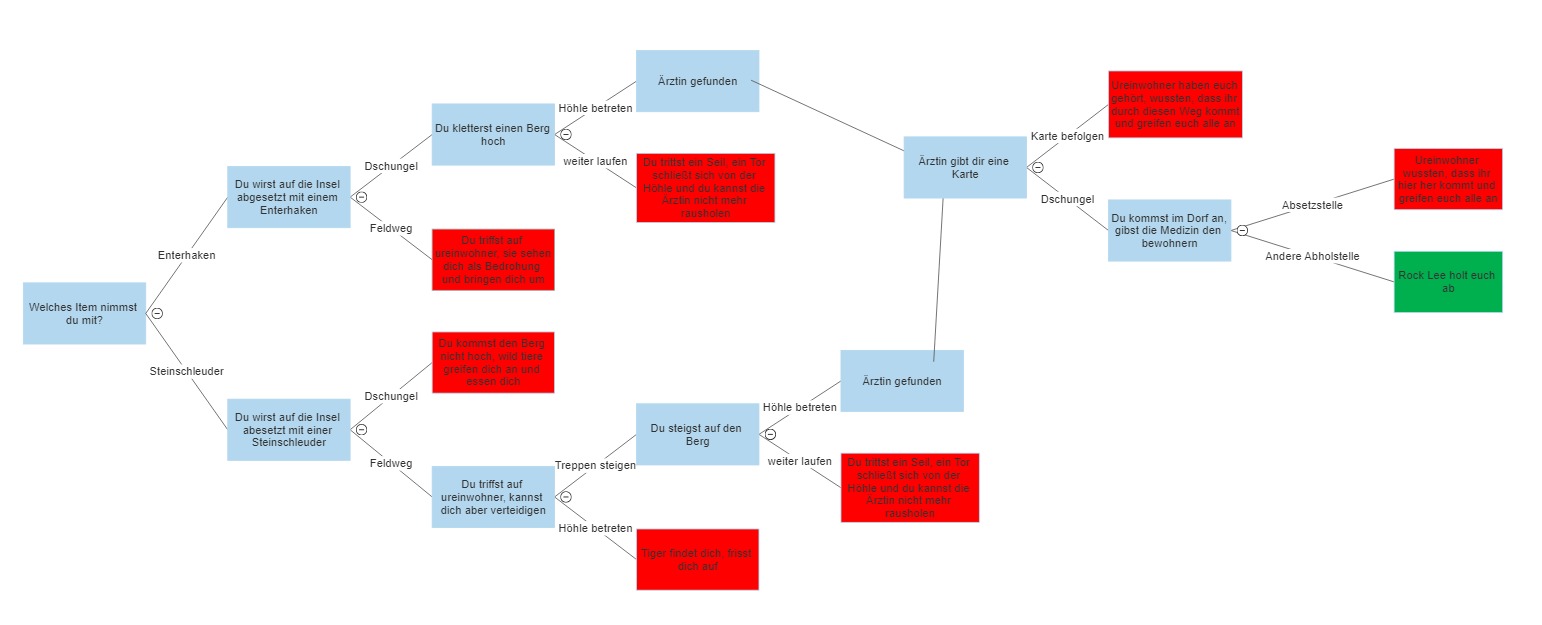 Welches Item nimmst
du mit?
Enterhaken
Steinschleuder
Du wirst auf die Insel
abgesetzt mit einem
Enterhaken
Dschungel
Feldweg
Du kletterst einen Berg
hoch
Höhle betreten
weiter laufen
Ärztin gefunden
Du trittst ein Seil, ein Tor
schließt sich von der
Höhle und du kannst die
Ärztin nicht mehr
rausholen
Du triffst auf
ureinwohner, sie sehen
dich als Bedrohung
und bringen dich um
Du wirst auf die Insel
abesetzt mit einer
Steinschleuder
Dschungel
Feldweg
Du kommst den Berg
nicht hoch, wild tiere
greifen dich an und
essen dich
Du triffst auf
ureinwohner, kannst
dich aber verteidigen
Treppen steigen
Höhle betreten
Du steigst auf den
Berg
Höhle betreten
weiter laufen
Ärztin gefunden
Du trittst ein Seil, ein Tor
schließt sich von der
Höhle und du kannst die
Ärztin nicht mehr
rausholen
Tiger findet dich, frisst
dich auf
Ärztin gibt dir eine
Karte
Karte befolgen
Dschungel
Ureinwohner haben euch
gehört, wussten, dass ihr
durch diesen Weg kommt
und greifen euch alle an
Du kommst im Dorf an,
gibst die Medizin den
bewohnern
Absetzstelle
Andere Abholstelle
Ureinwohner
wussten, dass ihr
hier her kommt und
greifen euch alle an
Rock Lee holt euch
ab